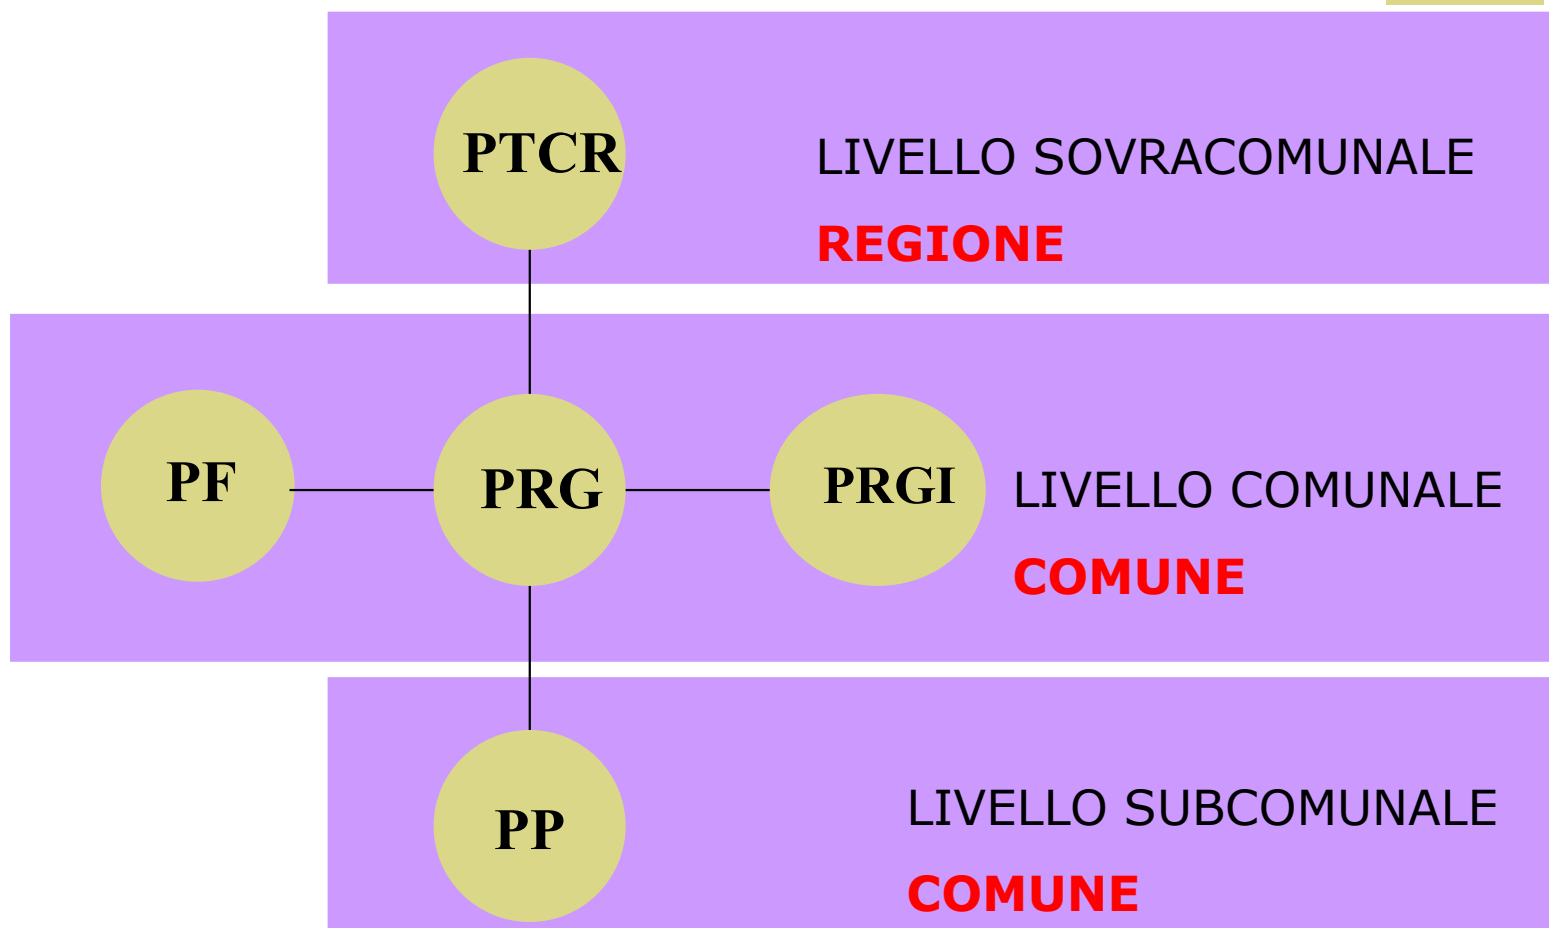 PTCR
LIVELLO SOVRACOMUNALE
REGIONE
PF
PRG
PRGI
LIVELLO COMUNALE
COMUNE
PP
LIVELLO SUBCOMUNALE
COMUNE